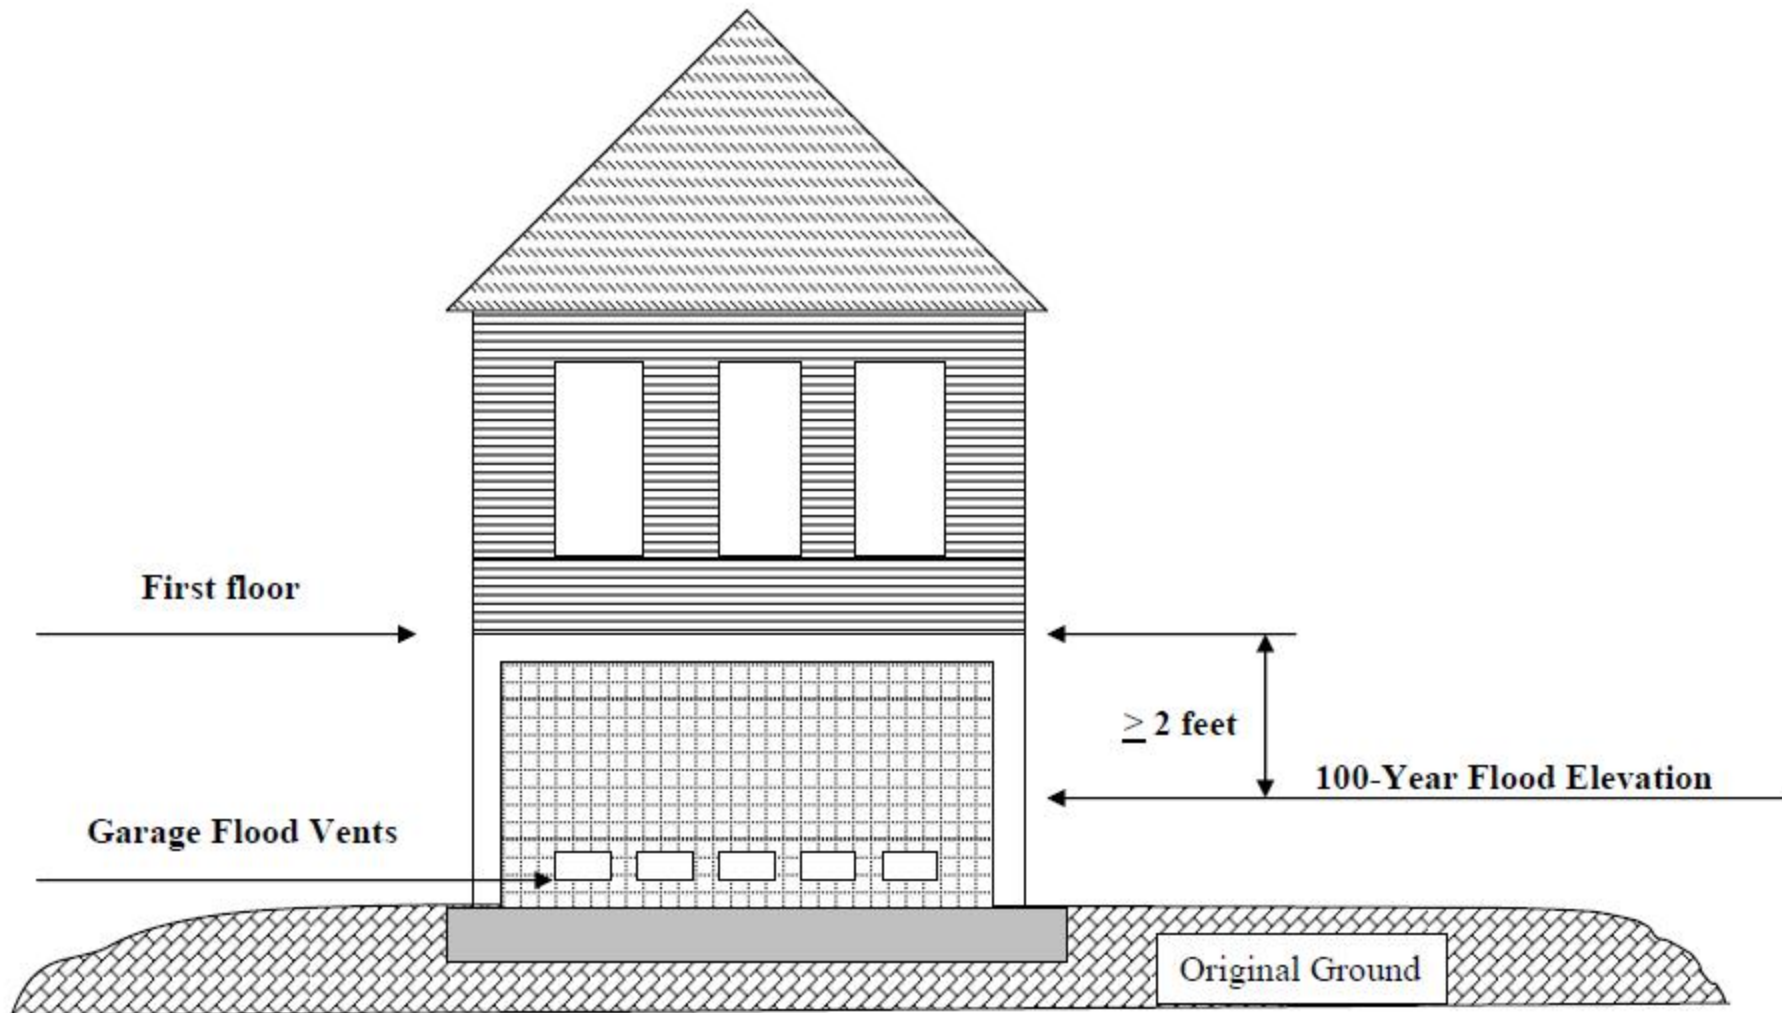 First floor
≥ 2 feet
100-Year Flood Elevation
Garage Flood Vents
Original Ground